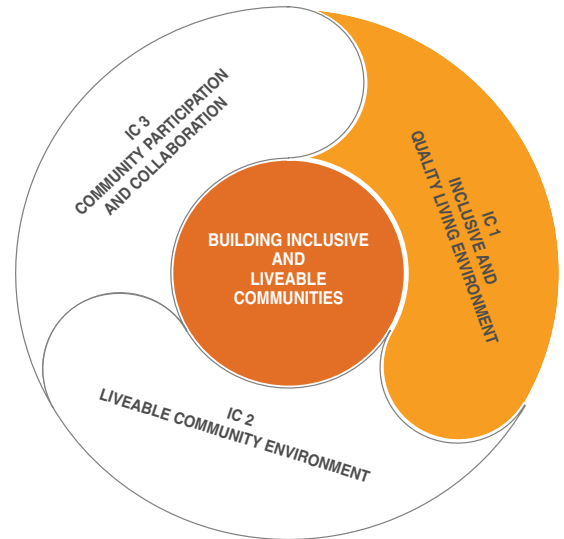 IC 3
COMMUNITY PARTICIPATION
AND COLLABORATION
IC 1
INCLUSIVE AND
QUALITY LIVING ENVIRONMENT
BUILDING INCLUSIVE
AND
LIVEABLE
COMMUNITIES
IC 2
LIVEABLE COMMUNITY ENVIRONMENT